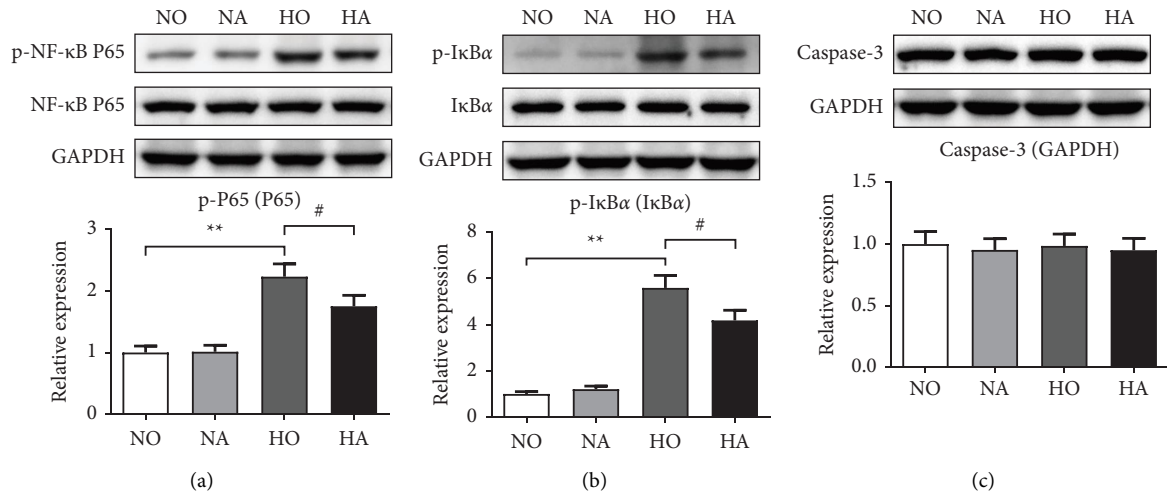 NO NA HO HA
p-NF-κB P65
NF-κB P65
GAPDH
p-P65 (P65)
Relative expression
3
2
1
0
**
#
NO NA HO HA
(a)
NO NA HO HA
p-IκBα
IκBα
GAPDH
p-IκBα (IκBα)
Relative expression
8
6
4
2
0
**
#
NO NA HO HA
(b)
NO NA HO HA
Caspase-3
GAPDH
Caspase-3 (GAPDH)
Relative expression
1.5
1.0
0.5
0.0
NO NA HO HA
(c)